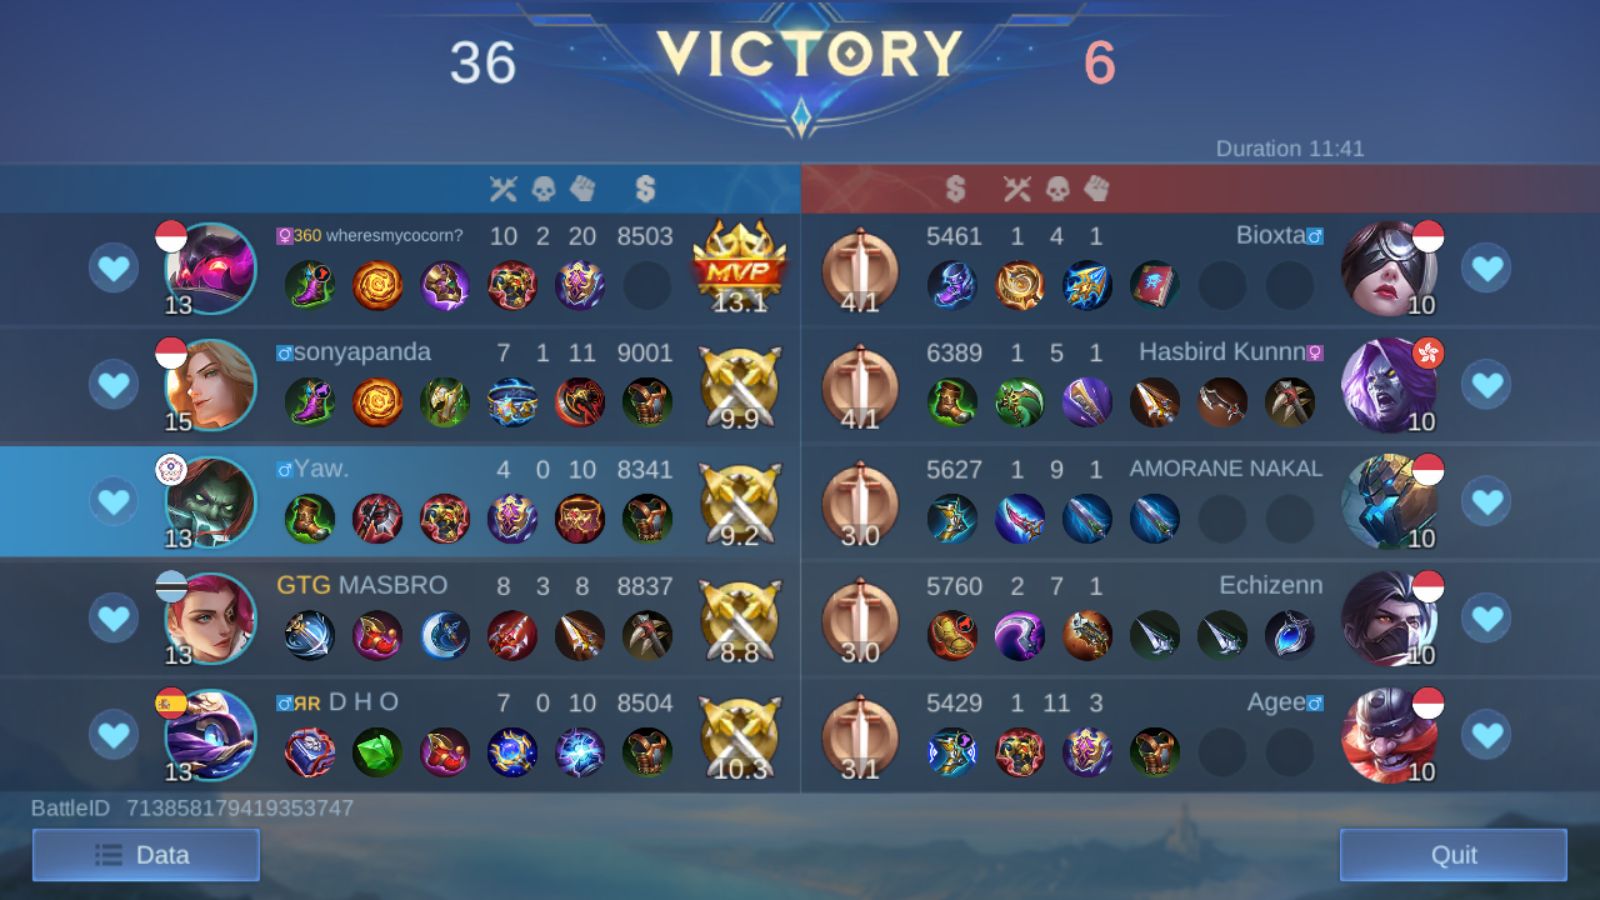 36 VICTORY 6
Duration 11:41
360 wheresmycocorn? 10 2 20 8503 MVP 13.1 13
4.1 5461 1 4 1 Bioxta 10
sonyapanda 7 1 11 9001 9.9 15
4.1 6389 1 5 1 Hasbird Kunnn 10
Yaw. 4 0 10 8341 9.2 13
3.0 5627 1 9 1 AMORANE NAKAL 10
GTG MASBRO 8 3 8 8837 8.8 13
3.0 5760 2 7 1 Echizenn 10
ЯR D H O 7 0 10 8504 10.3 13
3.1 5429 1 11 3 Agee 10
BattleID 713858179419353747
Data
Quit